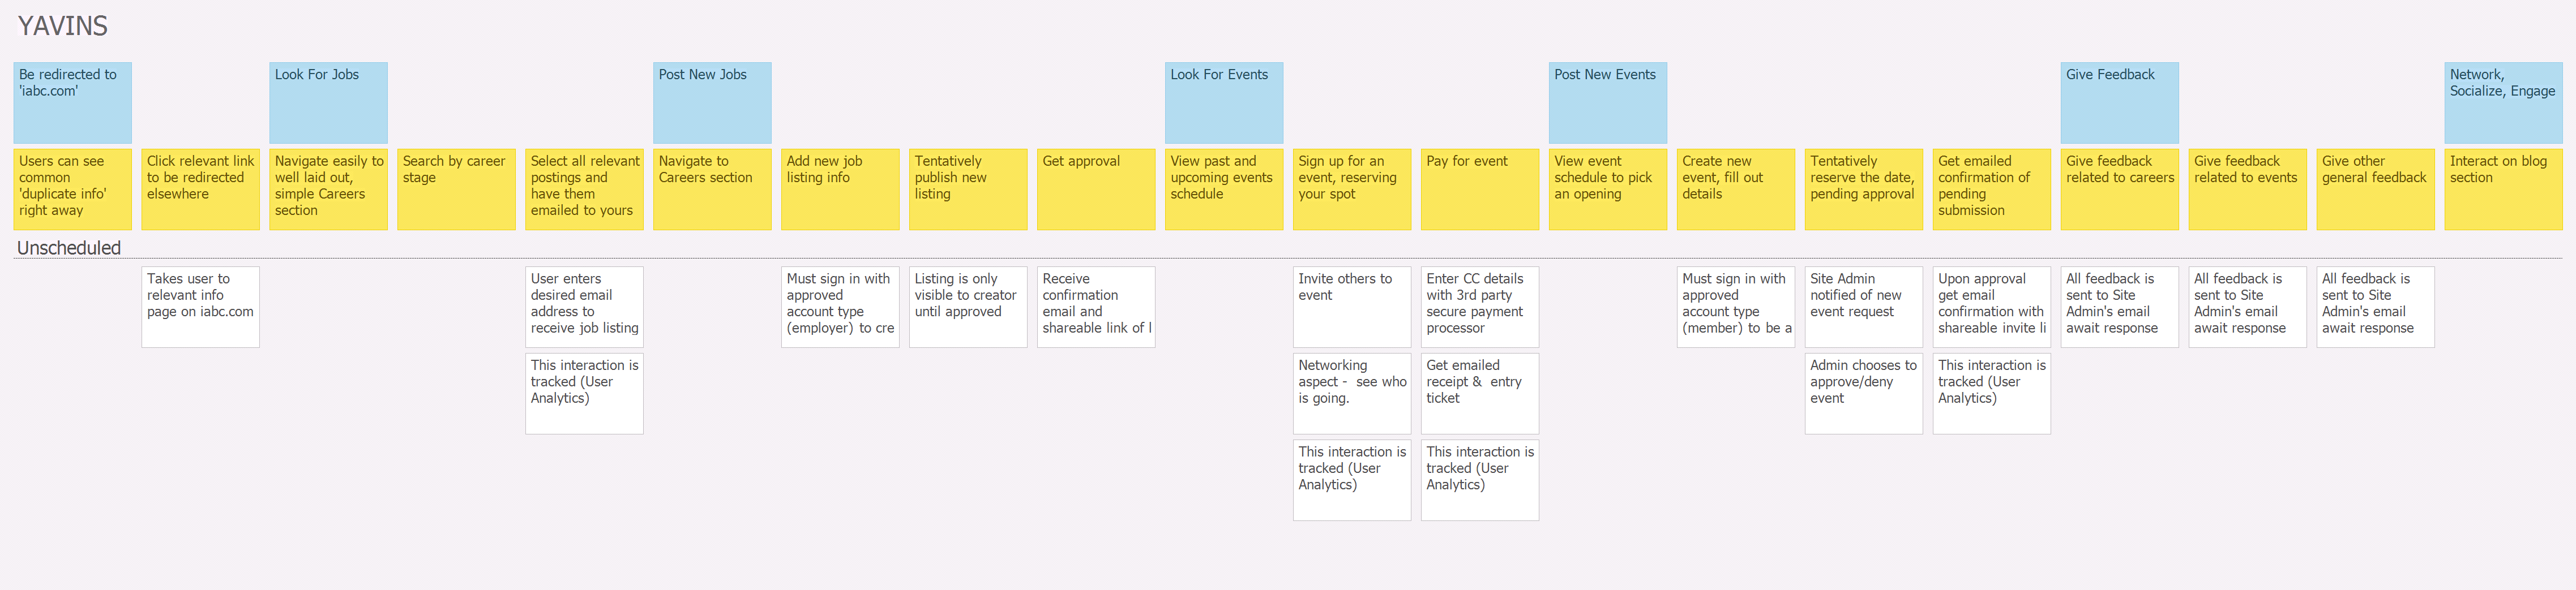 YAVINS
Be redirected to
'iabc.com'
Look For Jobs
Post New Jobs
Look For Events
Post New Events
Give Feedback
Network,
Socialize, Engage
Users can see
common
'duplicate info'
right away
Click relevant link
to be redirected
elsewhere
Navigate easily to
well laid out,
simple Careers
section
Search by career
stage
Select all relevant
postings and
have them
emailed to yours
Navigate to
Careers section
Add new job
listing info
Tentatively
publish new
listing
Get approval
View past and
upcoming events
schedule
Sign up for an
event, reserving
your spot
Pay for event
View event
schedule to pick
an opening
Create new
event, fill out
details
Tentatively
reserve the date,
pending approval
Get emailed
confirmation of
pending
submission
Give feedback
related to careers
Give feedback
related to events
Give other
general feedback
Interact on blog
section
Unscheduled
Takes user to
relevant info
page on iabc.com
User enters
desired email
address to
receive job listing
This interaction is
tracked (User
Analytics)
Must sign in with
approved
account type
(employer) to cre
Listing is only
visible to creator
until approved
Receive
confirmation
email and
shareable link of l
Invite others to
event
Networking
aspect - see who
is going.
This interaction is
tracked (User
Analytics)
Enter CC details
with 3rd party
secure payment
processor
Get emailed
receipt & entry
ticket
This interaction is
tracked (User
Analytics)
Must sign in with
approved
account type
(member) to be a
Site Admin
notified of new
event request
Admin chooses to
approve/deny
event
Upon approval
get email
confirmation with
shareable invite li
This interaction is
tracked (User
Analytics)
All feedback is
sent to Site
Admin's email
await response
All feedback is
sent to Site
Admin's email
await response
All feedback is
sent to Site
Admin's email
await response